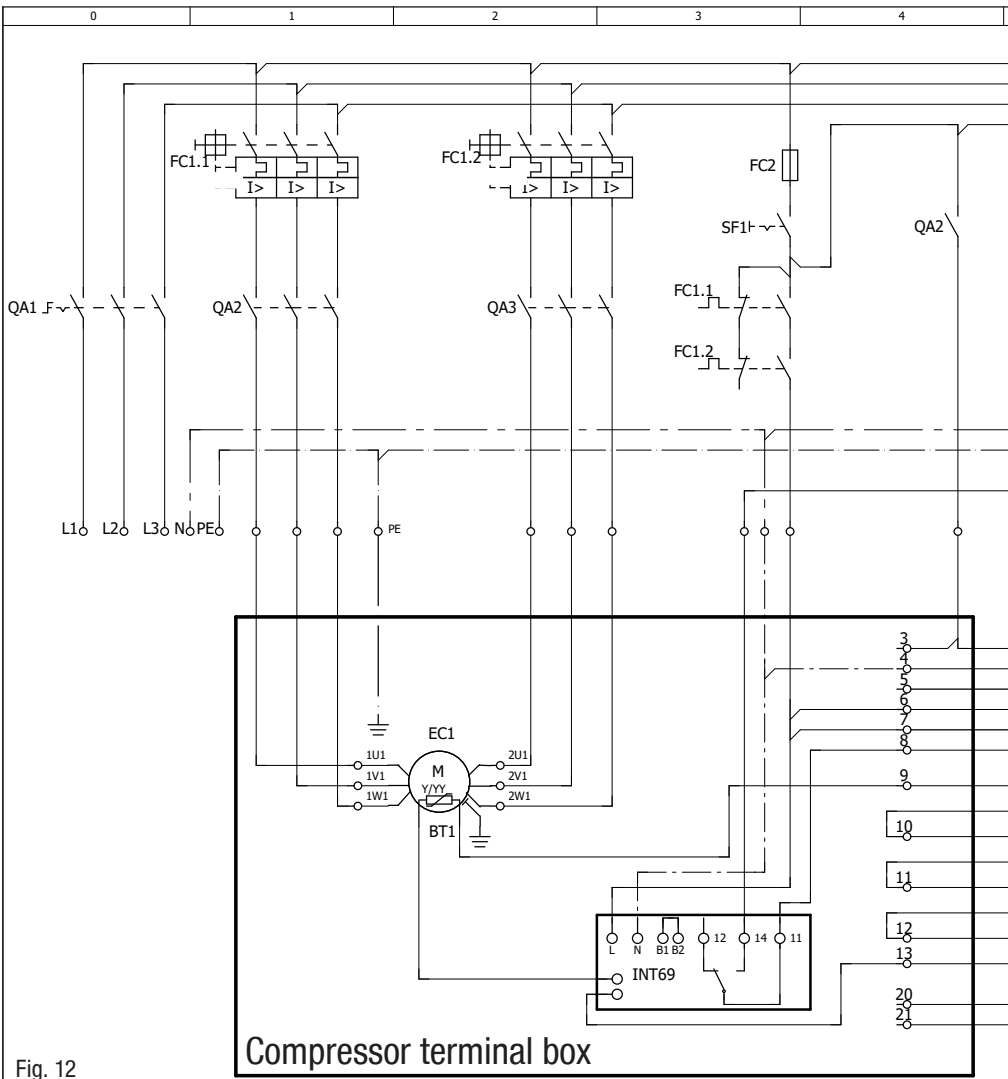 0 1 2 3 4
FC1.1
I> I> I>
FC1.2
I> I> I>
FC2
SF1
QA2
FC1.1
QA1
QA2
QA3
FC1.2
L1 L2 L3 N PE
PE
3
4
5
6
7
8
9
10
11
12
13
20
21
EC1
1U1
1V1
1W1
M
Y/YY
2U1
2V1
2W1
BT1
L N B1 B2 12 14 11
INT69
Compressor terminal box
Fig. 12